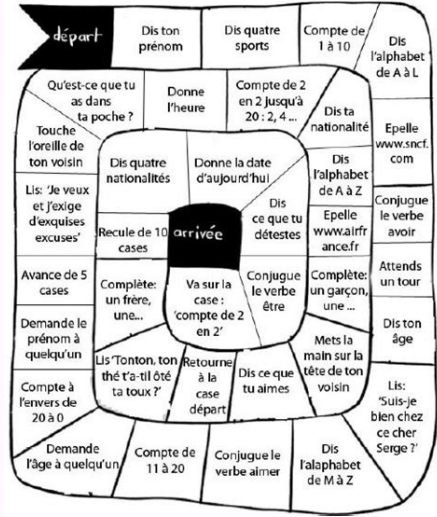 départ
Dis ton
prénom
Dis quatre
sports
Compte de
1 à 10
Dis
l'alphabet
de A à L
Epelle
www.sncf.
com
Conjugue
le verbe
avoir
Attends
un tour
Dis ton
âge
Lis:
'Suis-je
bien chez
ce cher
Serge ?'
Dis
l'alaphabet
de M à Z
Conjugue le
verbe aimer
Compte de
11 à 20
Demande
l'âge à quelqu'un
Compte à
l'envers de
20 à 0
Demande le
prénom à
quelqu'un
Avance de 5
cases
Lis: 'Je veux
et j'exige
d'exquises
excuses'
Touche
l'oreille de
ton voisin
Qu'est-ce que tu
as dans
ta poche ?
Donne
l'heure
Compte de 2
en 2 jusqu'à
20 : 2, 4 ...
Dis ta
nationalité
Dis
l'alphabet
de A à Z
Epelle
www.airfr
ance.fr
Complète:
un garçon,
une ...
Mets la
main sur la
tête de ton
voisin
Dis ce que
tu aimes
Retourne
à la
case
départ
Lis 'Tonton, ton
thé t'a-til ôté
ta toux ?'
Complète:
un frère,
une...
Recule de 10
cases
Dis quatre
nationalités
Donne la date
d'aujourd'hui
Dis
ce que tu
détestes
Conjugue
le verbe
être
Va sur la
case :
'compte de 2
en 2'
arrivée